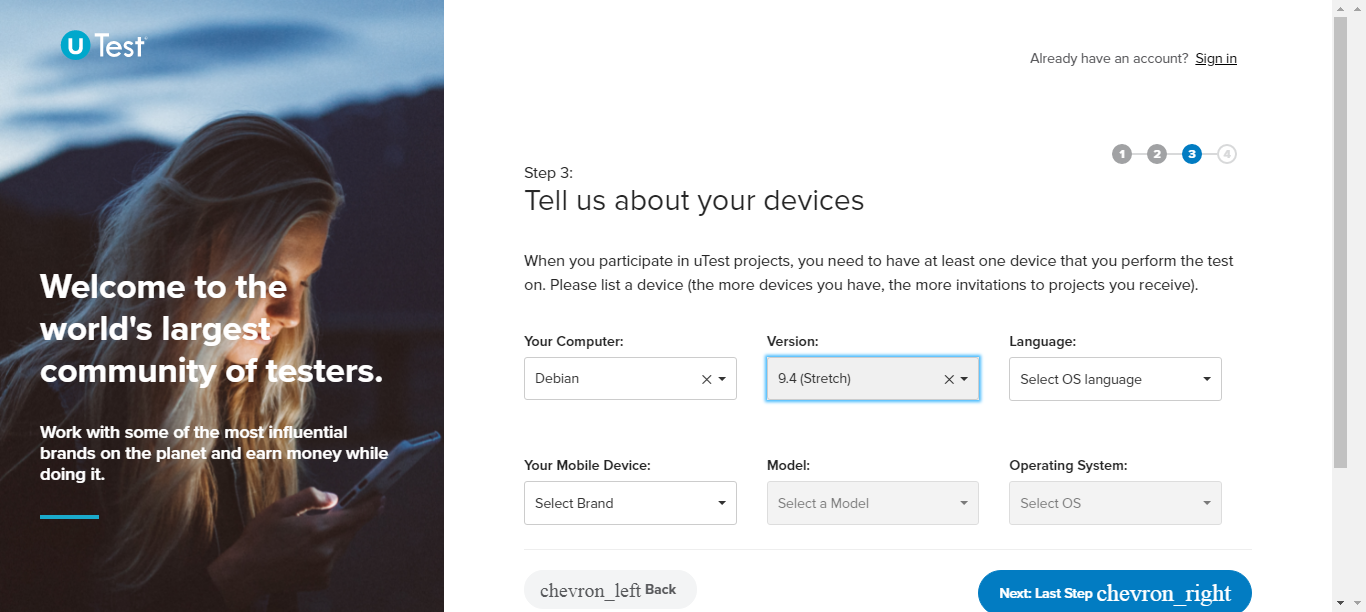 U Test
Already have an account? Sign in
1 2 3 4
Step 3:
Tell us about your devices
When you participate in uTest projects, you need to have at least one device that you perform the test
on. Please list a device (the more devices you have, the more invitations to projects you receive).
Welcome to the
world's largest
community of testers.
Work with some of the most influential
brands on the planet and earn money while
doing it.
Your Computer: Version: Language:
Debian × 9.4 (Stretch) × Select OS language
Your Mobile Device: Model: Operating System:
Select Brand Select a Model Select OS
chevron_left Back Next: Last Step chevron_right